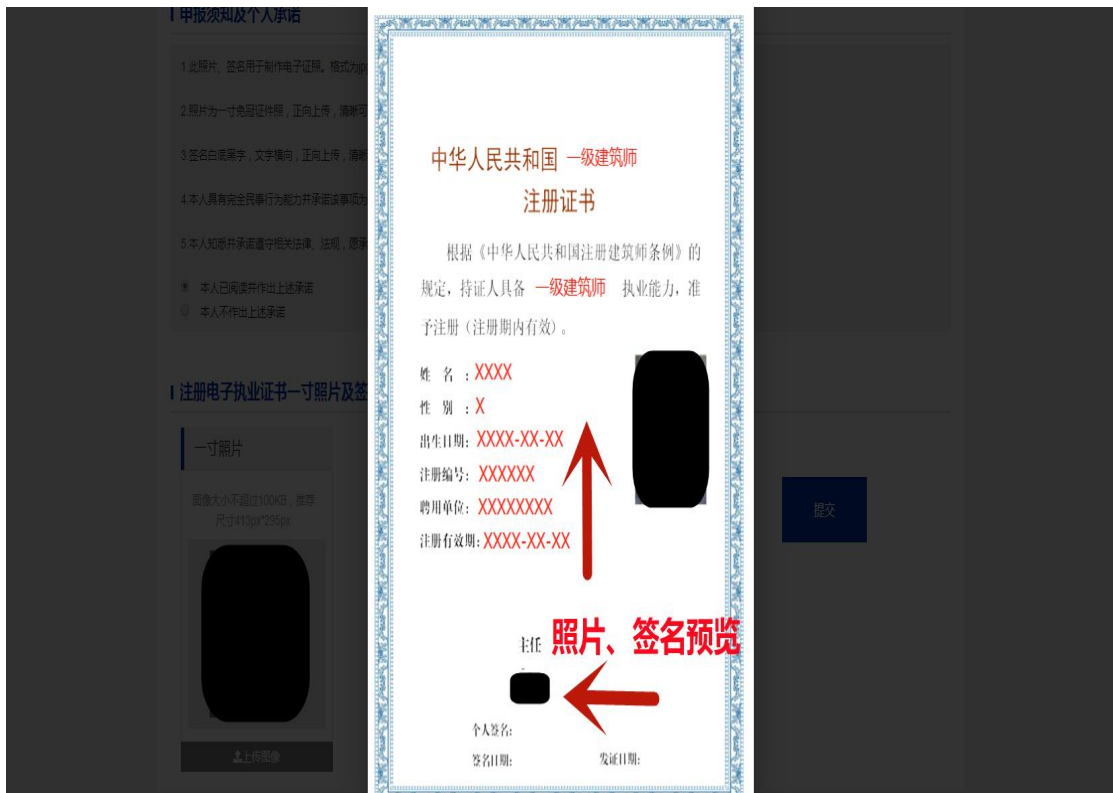 申报须知及个人承诺
1.此照片、签名用于制作电子证照。格式为jp
2.照片为一寸免冠证件照，正向上传，清晰可
3.签名白底黑字，文字横向，正向上传，清晰
4.本人具有完全民事行为能力并承诺该事项为
5.本人知悉并承诺遵守相关法律、法规，愿承
本人已阅读并作出上述承诺
本人不作出上述承诺
注册电子执业证书一寸照片及签
一寸照片
图像大小不超过100KB，推荐
尺寸413px*295px
上传图像
中华人民共和国 一级建筑师
注册证书
根据《中华人民共和国注册建筑师条例》的
规定，持证人具备 一级建筑师 执业能力，准
予注册（注册期内有效）。
姓 名 ：XXXX
性 别 ：X
出生日期：XXXX-XX-XX
注册编号：XXXXXX
聘用单位：XXXXXXXX
注册有效期：XXXX-XX-XX
主任
照片、签名预览
个人签名：
签名日期：
发证日期：
提交